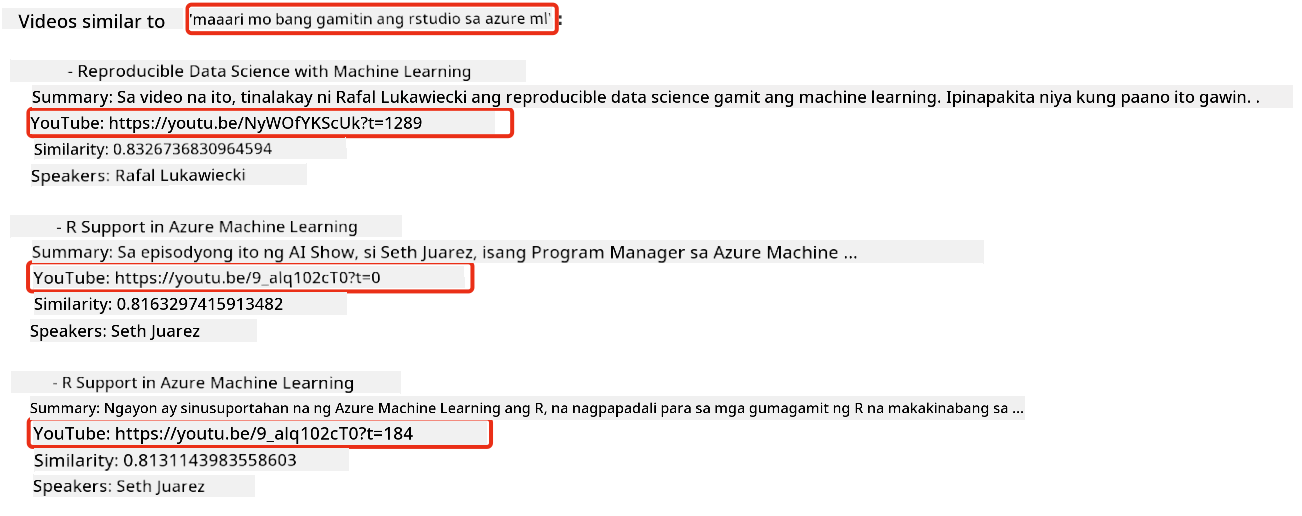 Videos similar to 'maaari mo bang gamitin ang rstudio sa azure ml':
- Reproducible Data Science with Machine Learning
Summary: Sa video na ito, tinalakay ni Rafal Lukawiecki ang reproducible data science gamit ang machine learning. Ipinapakita niya kung paano ito gawin. .
YouTube: https://youtu.be/NyWOfYKScUk?t=1289
Similarity: 0.8326736830964594
Speakers: Rafal Lukawiecki
- R Support in Azure Machine Learning
Summary: Sa episodyong ito ng AI Show, si Seth Juarez, isang Program Manager sa Azure Machine ...
YouTube: https://youtu.be/9_alq102cT0?t=0
Similarity: 0.8163297415913482
Speakers: Seth Juarez
- R Support in Azure Machine Learning
Summary: Ngayon ay sinusuportahan na ng Azure Machine Learning ang R, na nagpapadali para sa mga gumagamit ng R na makakinabang sa ...
YouTube: https://youtu.be/9_alq102cT0?t=184
Similarity: 0.8131143983558603
Speakers: Seth Juarez